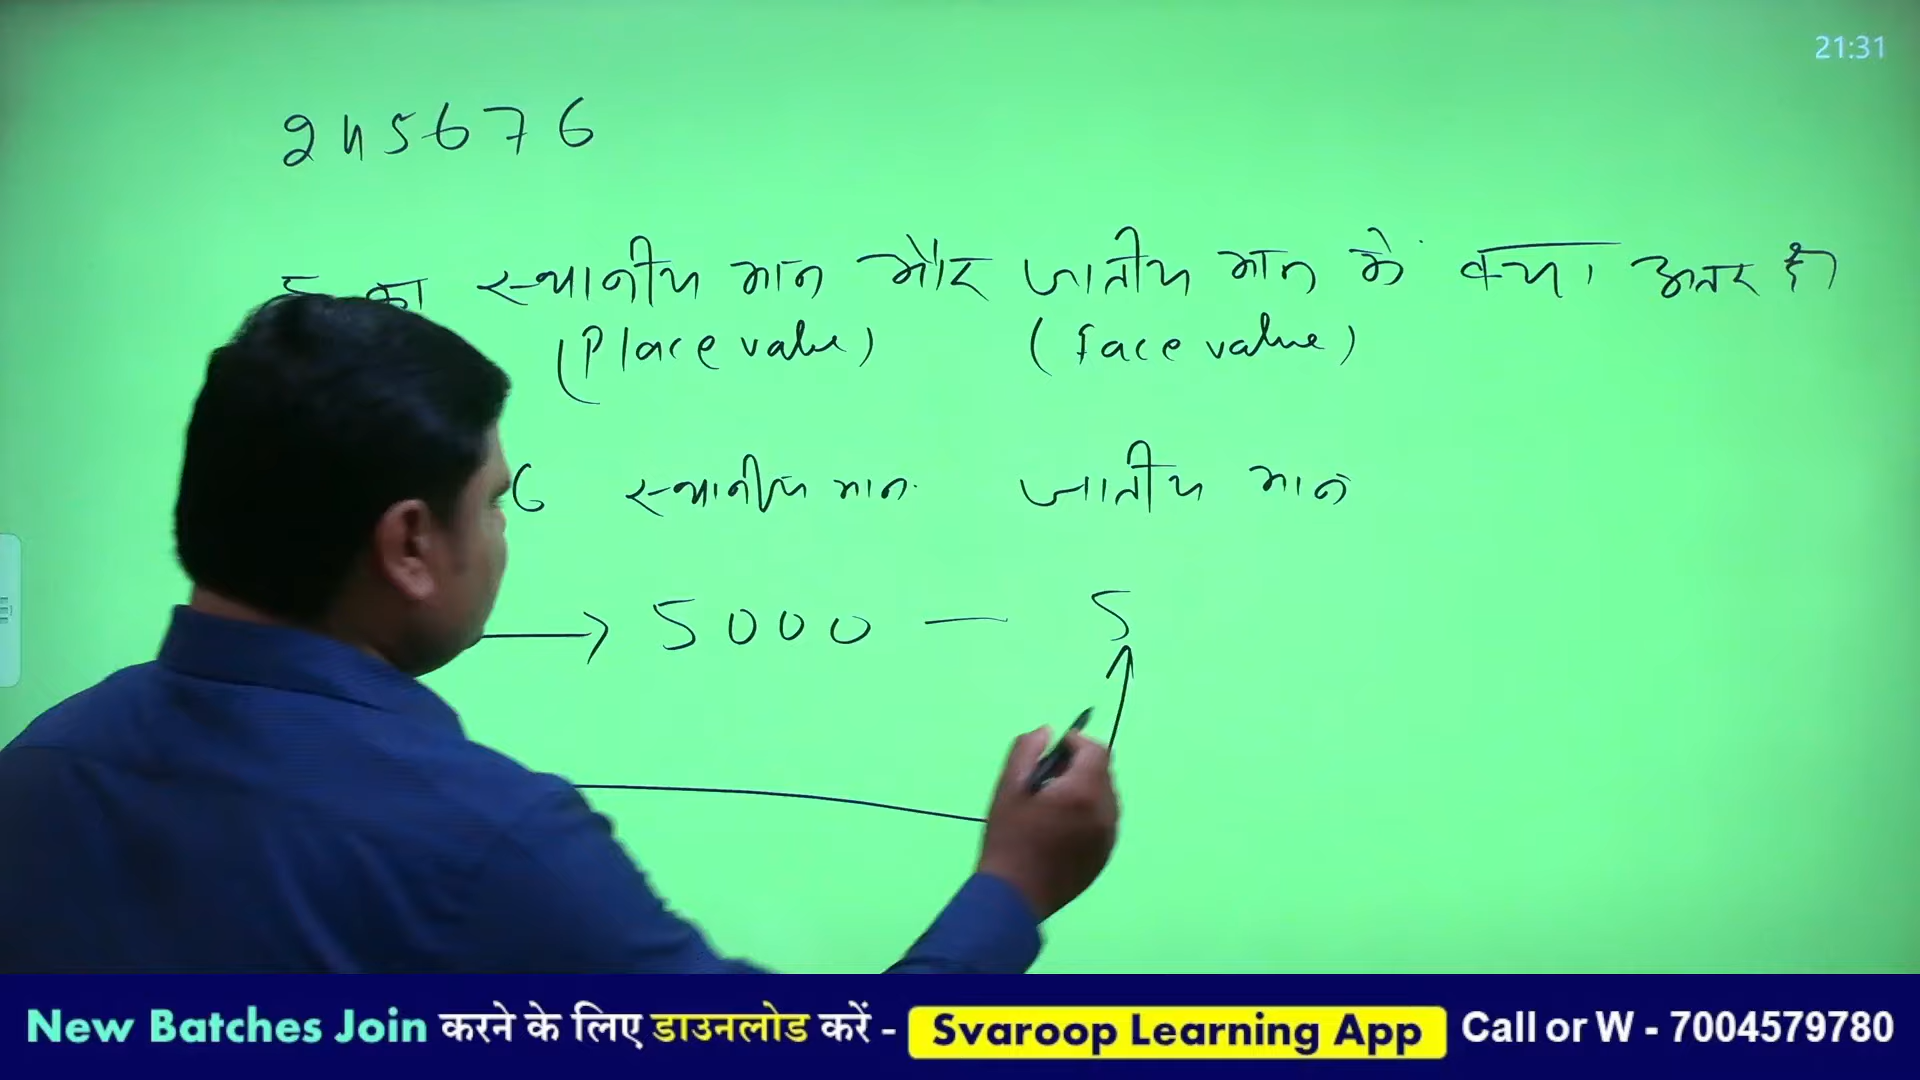 21:31
245676
5 का स्थानीय मान और जातीय मान में क्या अन्तर है
(Place value) (face value)
6 स्थानीय मान जातीय मान
→ 5000 — 5
New Batches Join करने के लिए डाउनलोड करें - Svaroop Learning App Call or W - 7004579780